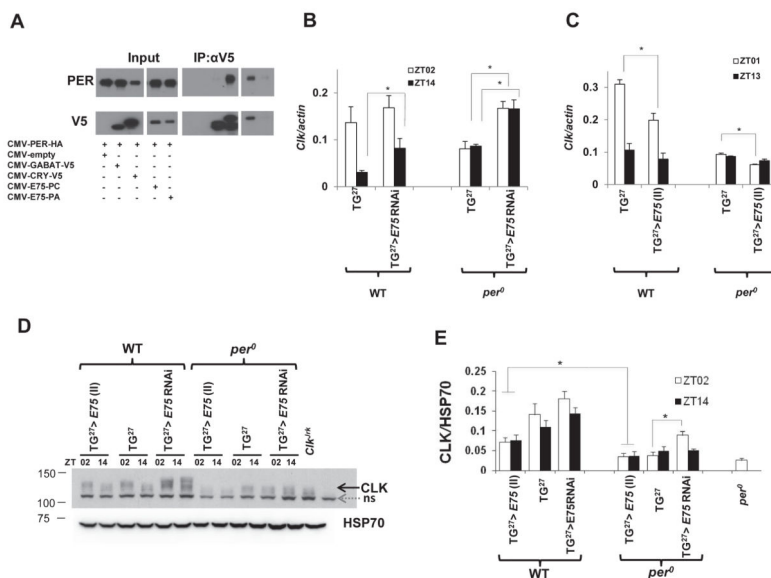 A
Input
IP:αV5
PER
V5
CMV-PER-HA + + + + +
CMV-empty + - - - -
CMV-GABAT-V5 - + - - -
CMV-CRY-V5 - - + - -
CMV-E75-PC - - - + -
CMV-E75-PA - - - - +
B
ZT02
ZT14
*
*
*
Clk/actin
0.2
0.1
0
TG27
TG27>E75 RNAi
TG27
TG27>E75 RNAi
WT
per0
C
ZT01
ZT13
*
*
Clk/actin
0.3
0.2
0.1
0
TG27
TG27>E75 (II)
TG27
TG27>E75 (II)
WT
per0
D
WT
per0
TG27> E75 (II)
TG27
TG27> E75 RNAi
TG27> E75 (II)
TG27
TG27> E75 RNAi
Clkjrk
ZT 02 14 02 14 02 14 02 14 02 14 02 14
150
100
75
CLK
ns
HSP70
E
CLK/HSP70
ZT02
ZT14
*
*
0.25
0.2
0.15
0.1
0.05
0
TG27> E75 (II)
TG27
TG27>E75RNAi
TG27> E75 (II)
TG27
TG27> E75 RNAi
per0
WT
per0